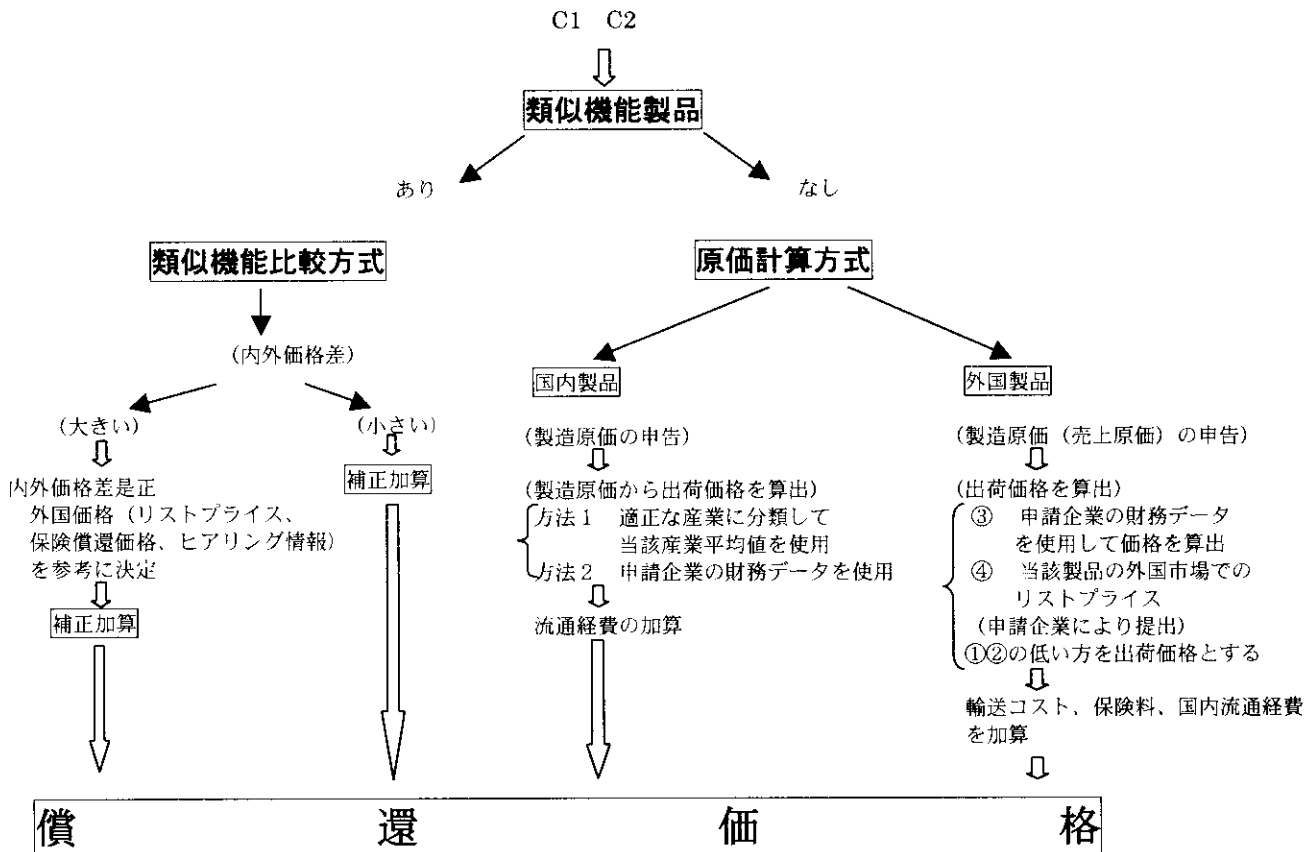 C1 C2
類似機能製品
あり
なし
類似機能比較方式
原価計算方式
(内外価格差)
国内製品
外国製品
(大きい)
(小さい)
(製造原価の申告)
(製造原価(売上原価)の申告)
補正加算
内外価格差是正
外国価格(リストプライス、
保険償還価格、ヒアリング情報)
を参考に決定
補正加算
(製造原価から出荷価格を算出)
方法1 適正な産業に分類して
当該産業平均値を使用
方法2 申請企業の財務データを使用
流通経費の加算
(出荷価格を算出)
③ 申請企業の財務データ
を使用して価格を算出
④ 当該製品の外国市場での
リストプライス
(申請企業により提出)
①②の低い方を出荷価格とする
輸送コスト、保険料、国内流通経費
を加算
償還価格